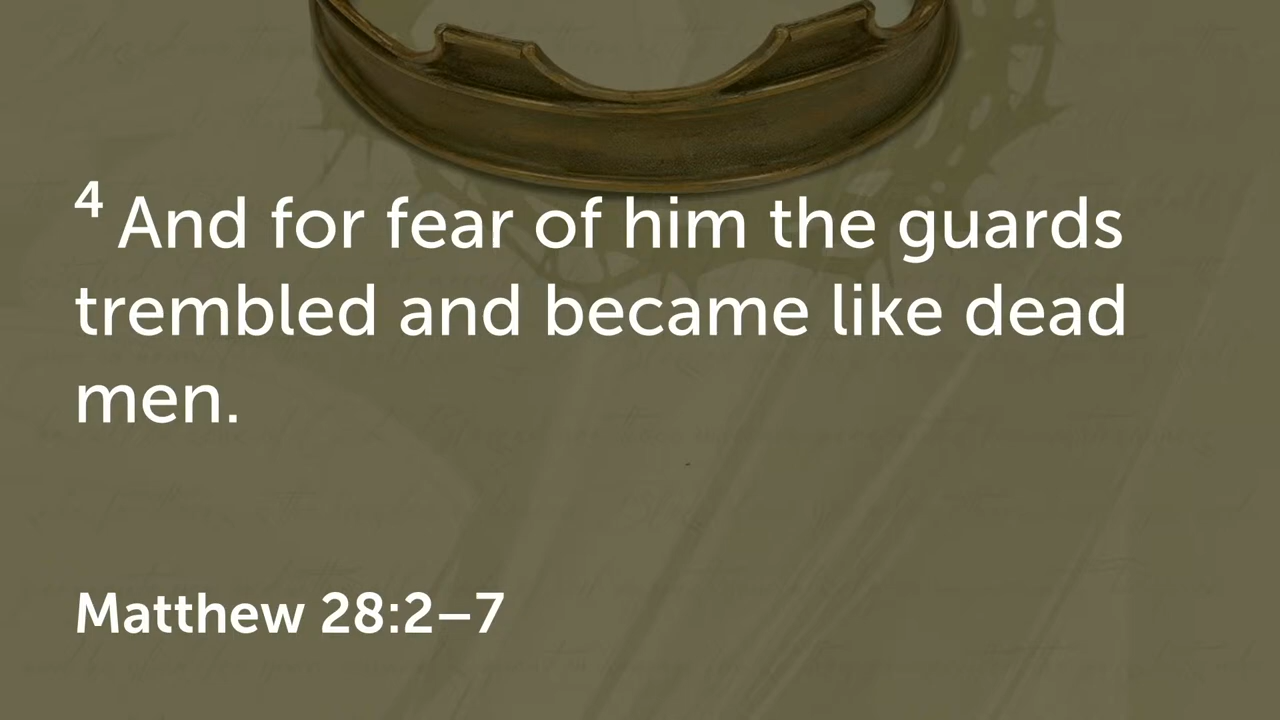 4 And for fear of him the guards
trembled and became like dead
men.
Matthew 28:2–7